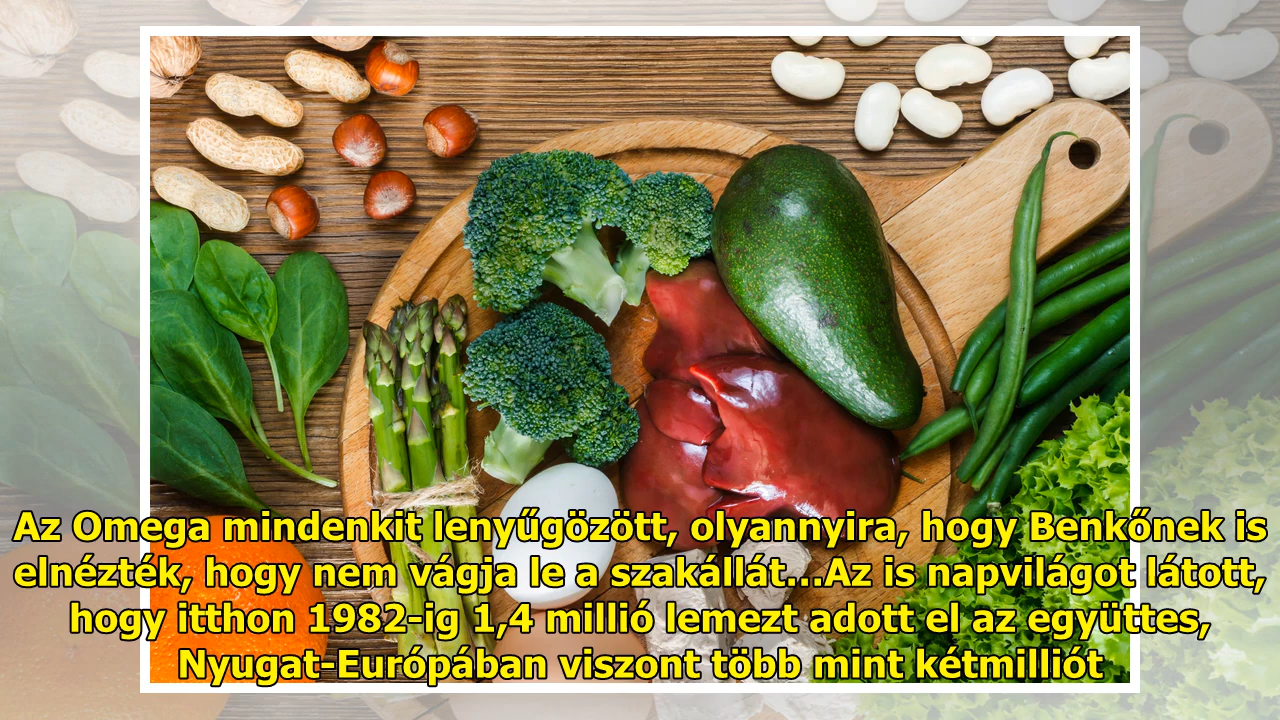 Az Omega mindenkit lenyűgözött, olyannyira, hogy Benkőnek is
elnézték, hogy nem vágja le a szakállát...Az is napvilágot látott,
hogy itthon 1982-ig 1,4 millió lemezt adott el az együttes,
Nyugat-Európában viszont több mint kétmilliót